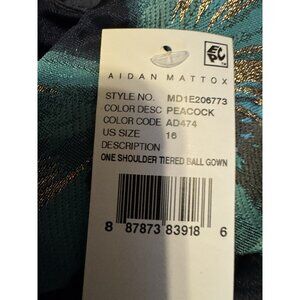 AIDAN MATTOX
STYLE NO. MD1E206773
COLOR DESC PEACOCK
COLOR CODE AD474
US SIZE 16
DESCRIPTION
ONE SHOULDER TIERED BALL GOWN
8 87873 83918 6